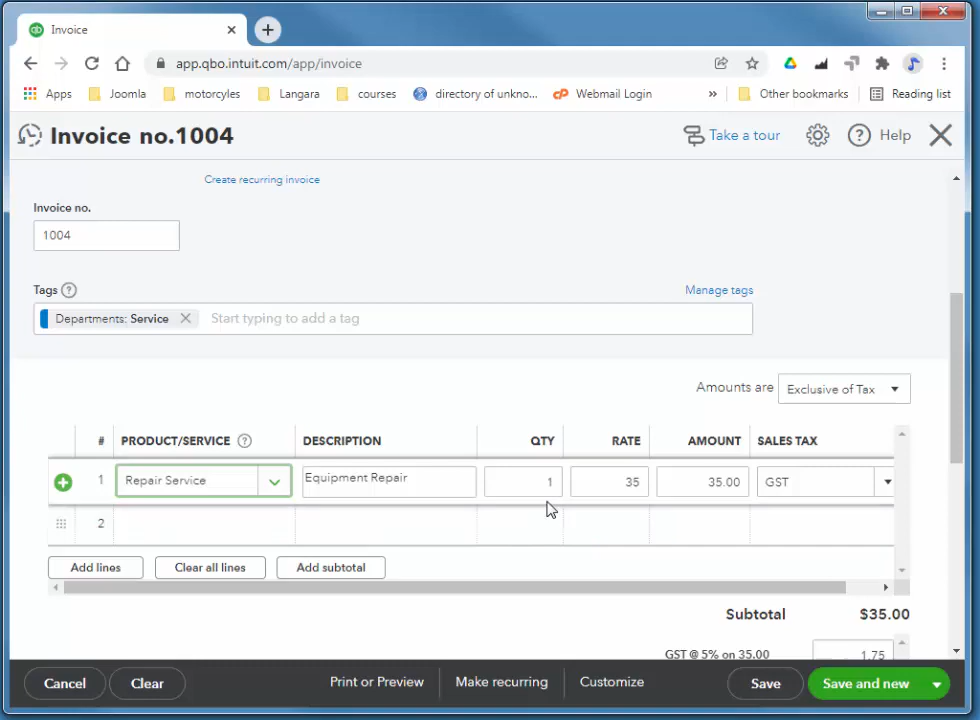 Invoice
app.qbo.intuit.com/app/invoice
Apps Joomla motorcyles Langara courses directory of unkno... Webmail Login » Other bookmarks Reading list
Invoice no.1004
Take a tour
Help
Create recurring invoice
Invoice no.
1004
Tags
Manage tags
Departments: Service
Start typing to add a tag
Amounts are Exclusive of Tax
# PRODUCT/SERVICE DESCRIPTION QTY RATE AMOUNT SALES TAX
1 Repair Service Equipment Repair 1 35 35.00 GST
2
Add lines Clear all lines Add subtotal
Subtotal $35.00
GST @ 5% on 35.00 1.75
Cancel Clear Print or Preview Make recurring Customize Save Save and new